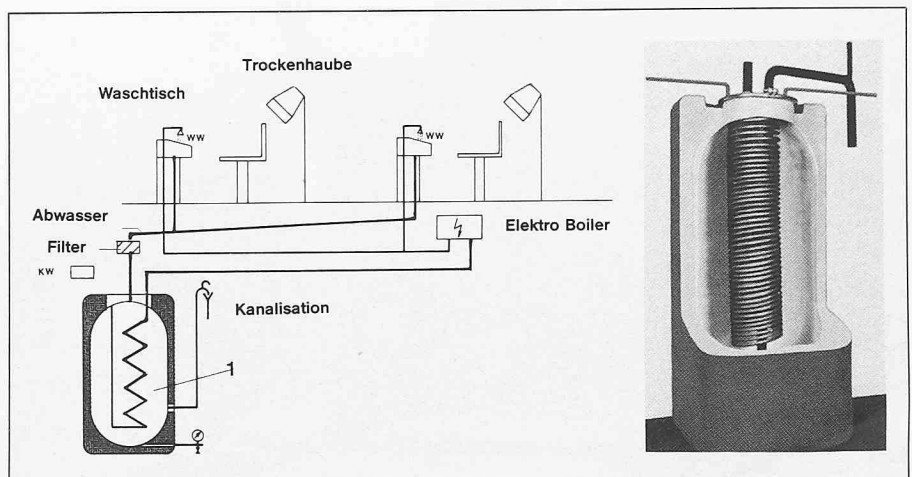 Trockenhaube
Waschtisch
WW
WW
Abwasser
Elektro Boiler
Filter
KW
Kanalisation
1